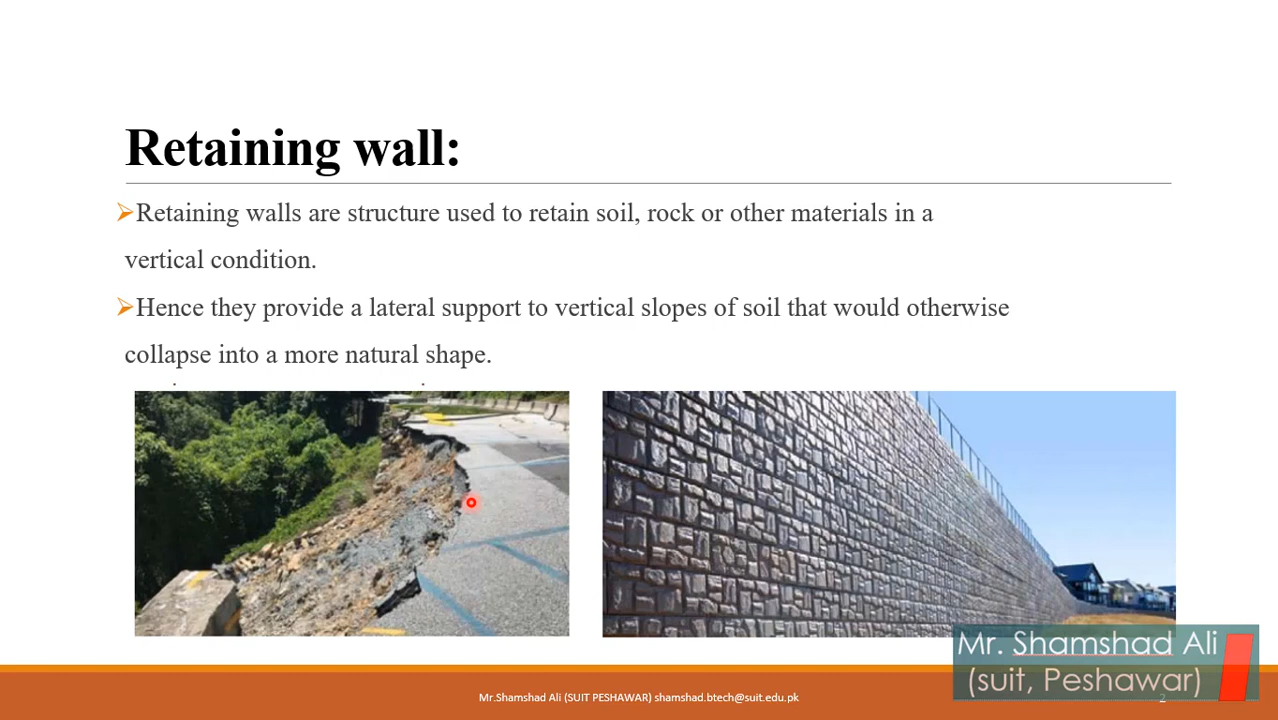 Retaining wall:
➢Retaining walls are structure used to retain soil, rock or other materials in a
vertical condition.
➢Hence they provide a lateral support to vertical slopes of soil that would otherwise
collapse into a more natural shape.
Mr. Shamshad Ali
(suit, Peshawar)
Mr.Shamshad Ali (SUIT PESHAWAR) shamshad.btech@suit.edu.pk
2